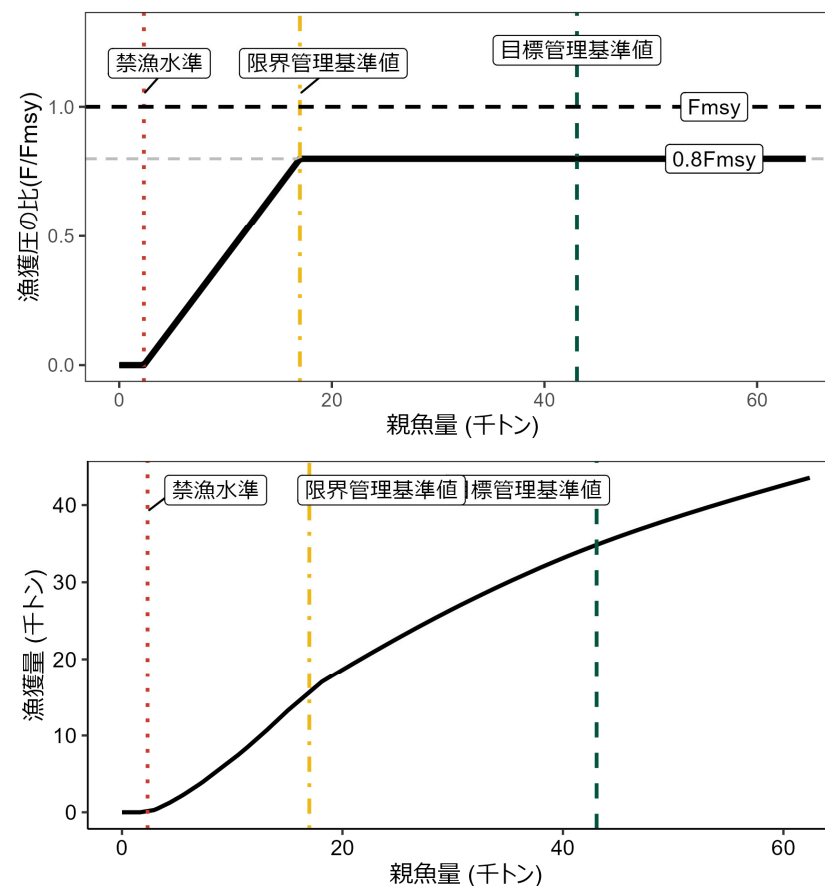 禁漁水準
限界管理基準値
目標管理基準値
Fmsy
0.8Fmsy
漁獲圧の比(F/Fmsy)
1.0
0.5
0.0
0
20
40
60
親魚量 (千トン)
禁漁水準
限界管理基準値
標管理基準値
漁獲量 (千トン)
40
30
20
10
0
0
20
40
60
親魚量 (千トン)